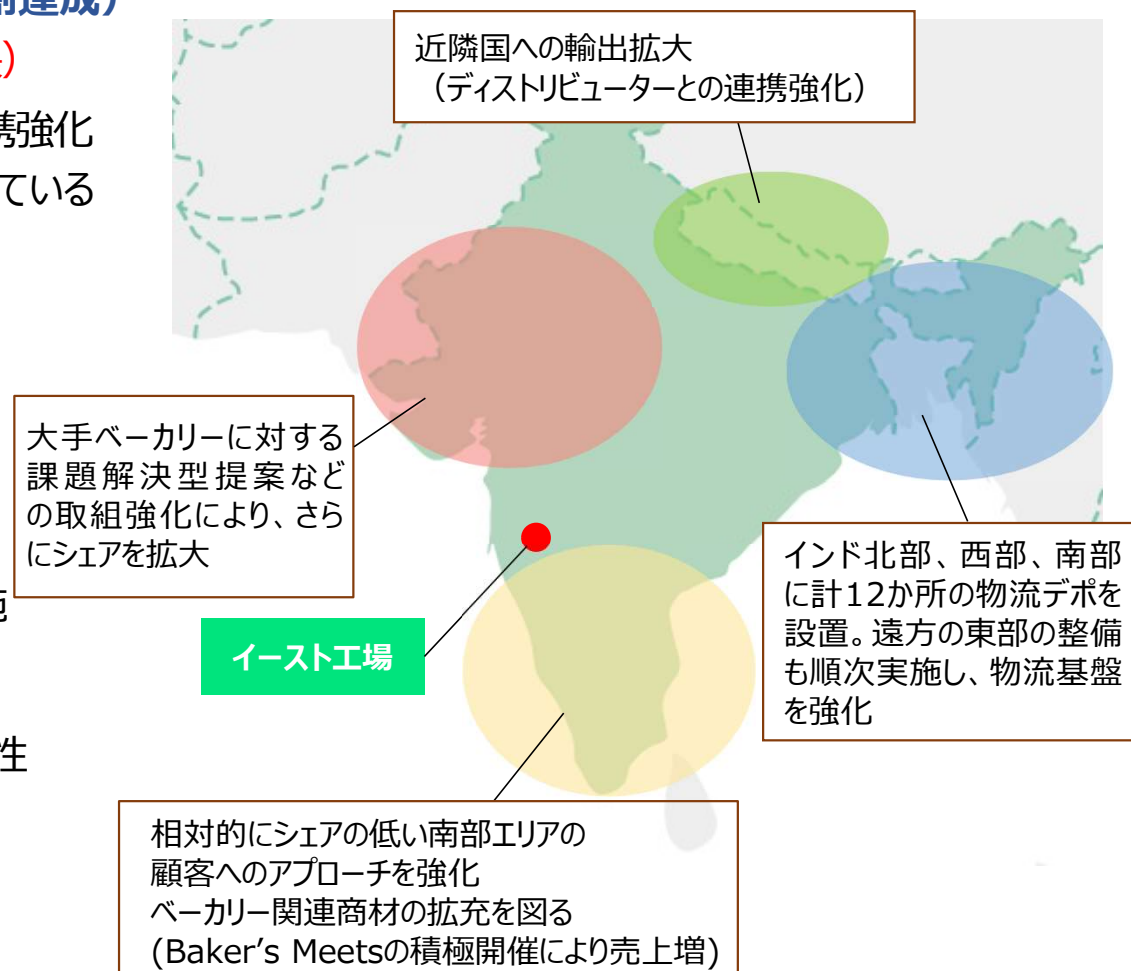 割達成）
)
携強化
ている
近隣国への輸出拡大
（ディストリビューターとの連携強化）
大手ベーカリーに対する
課題解決型提案など
の取組強化により、さら
にシェアを拡大
イースト工場
インド北部、西部、南部
に計12か所の物流デポを
設置。遠方の東部の整備
も順次実施し、物流基盤
を強化
性
相対的にシェアの低い南部エリアの
顧客へのアプローチを強化
ベーカリー関連商材の拡充を図る
(Baker’s Meetsの積極開催により売上増)